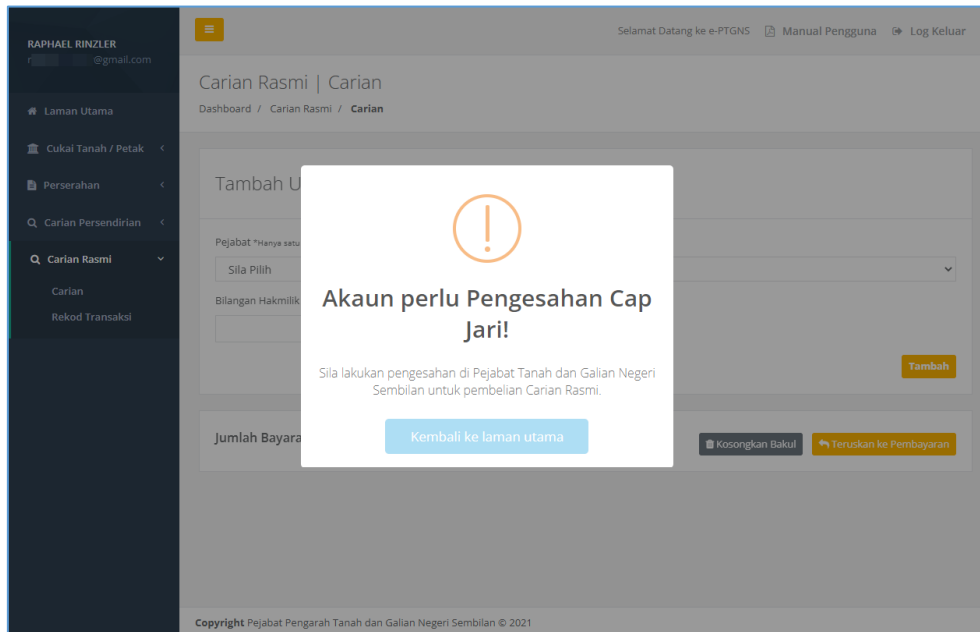 RAPHAEL RINZLER
r @gmail.com
Laman Utama
Cukai Tanah / Petak
Perserahan
Carian Persendirian
Carian Rasmi
Carian
Rekod Transaksi
Selamat Datang ke e-PTGNS Manual Pengguna Log Keluar
Carian Rasmi | Carian
Dashboard / Carian Rasmi / Carian
Tambah U
Pejabat *Hanya satu
Sila Pilih
Bilangan Hakmilik
Tambah
Jumlah Bayara
Kosongkan Bakul Teruskan ke Pembayaran
Akaun perlu Pengesahan Cap
Jari!
Sila lakukan pengesahan di Pejabat Tanah dan Galian Negeri
Sembilan untuk pembelian Carian Rasmi.
Kembali ke laman utama
Copyright Pejabat Pengarah Tanah dan Galian Negeri Sembilan © 2021